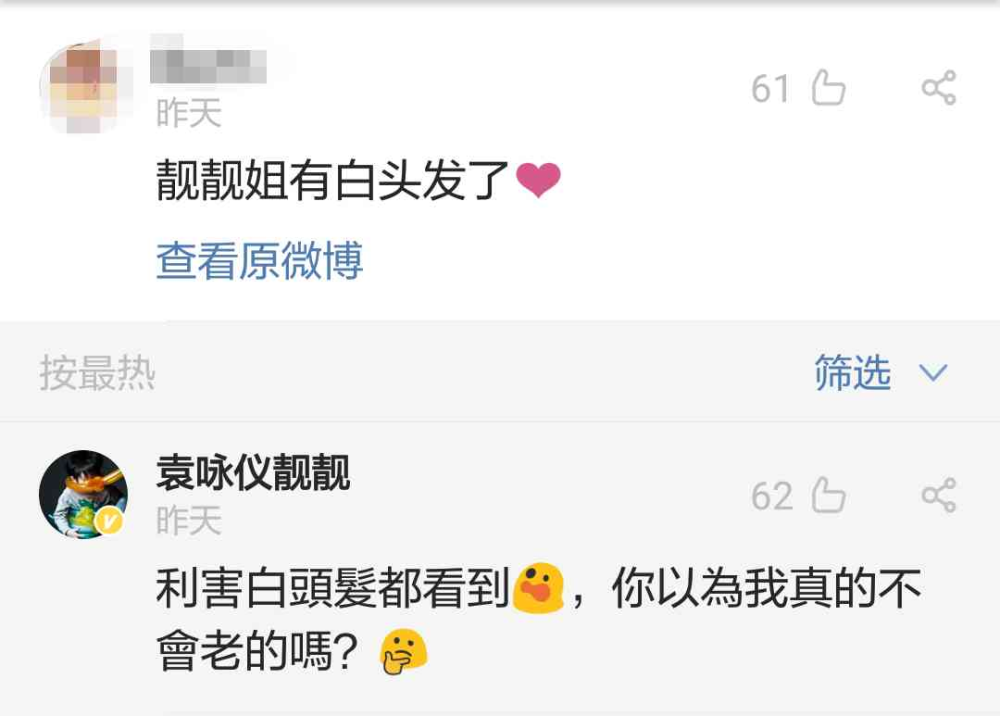 61
昨天
靓靓姐有白头发了❤
查看原微博
按最热 筛选
袁咏仪靓靓
62
昨天
利害白頭髮都看到😲，你以為我真的不
會老的嗎？🤔